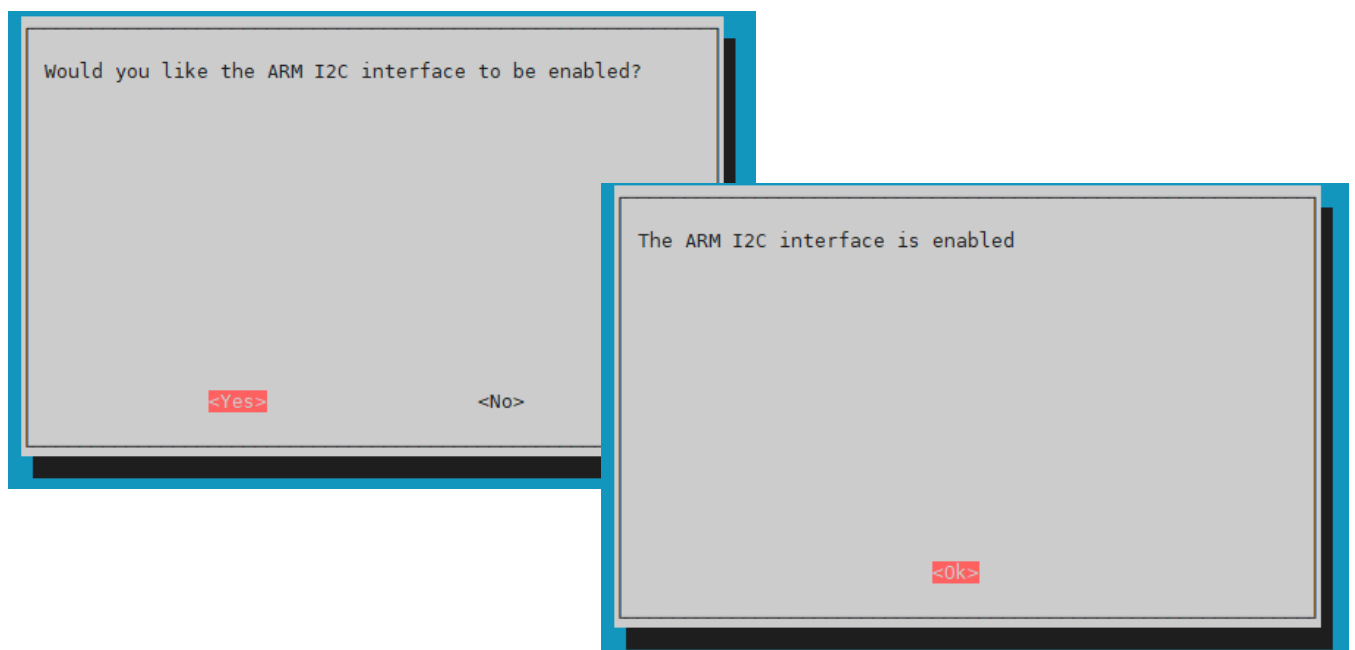 Would you like the ARM I2C interface to be enabled?
<Yes> <No>
The ARM I2C interface is enabled
<Ok>